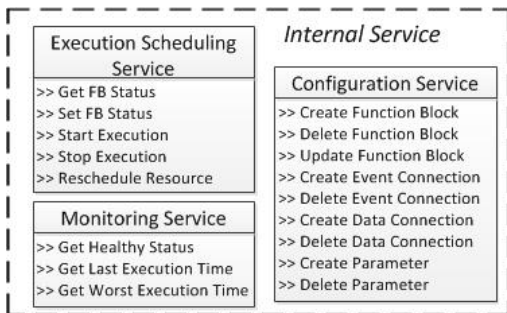 Internal Service
Execution Scheduling
Service
>> Get FB Status
>> Set FB Status
>> Start Execution
>> Stop Execution
>> Reschedule Resource
Monitoring Service
>> Get Healthy Status
>> Get Last Execution Time
>> Get Worst Execution Time
Configuration Service
>> Create Function Block
>> Delete Function Block
>> Update Function Block
>> Create Event Connection
>> Delete Event Connection
>> Create Data Connection
>> Delete Data Connection
>> Create Parameter
>> Delete Parameter